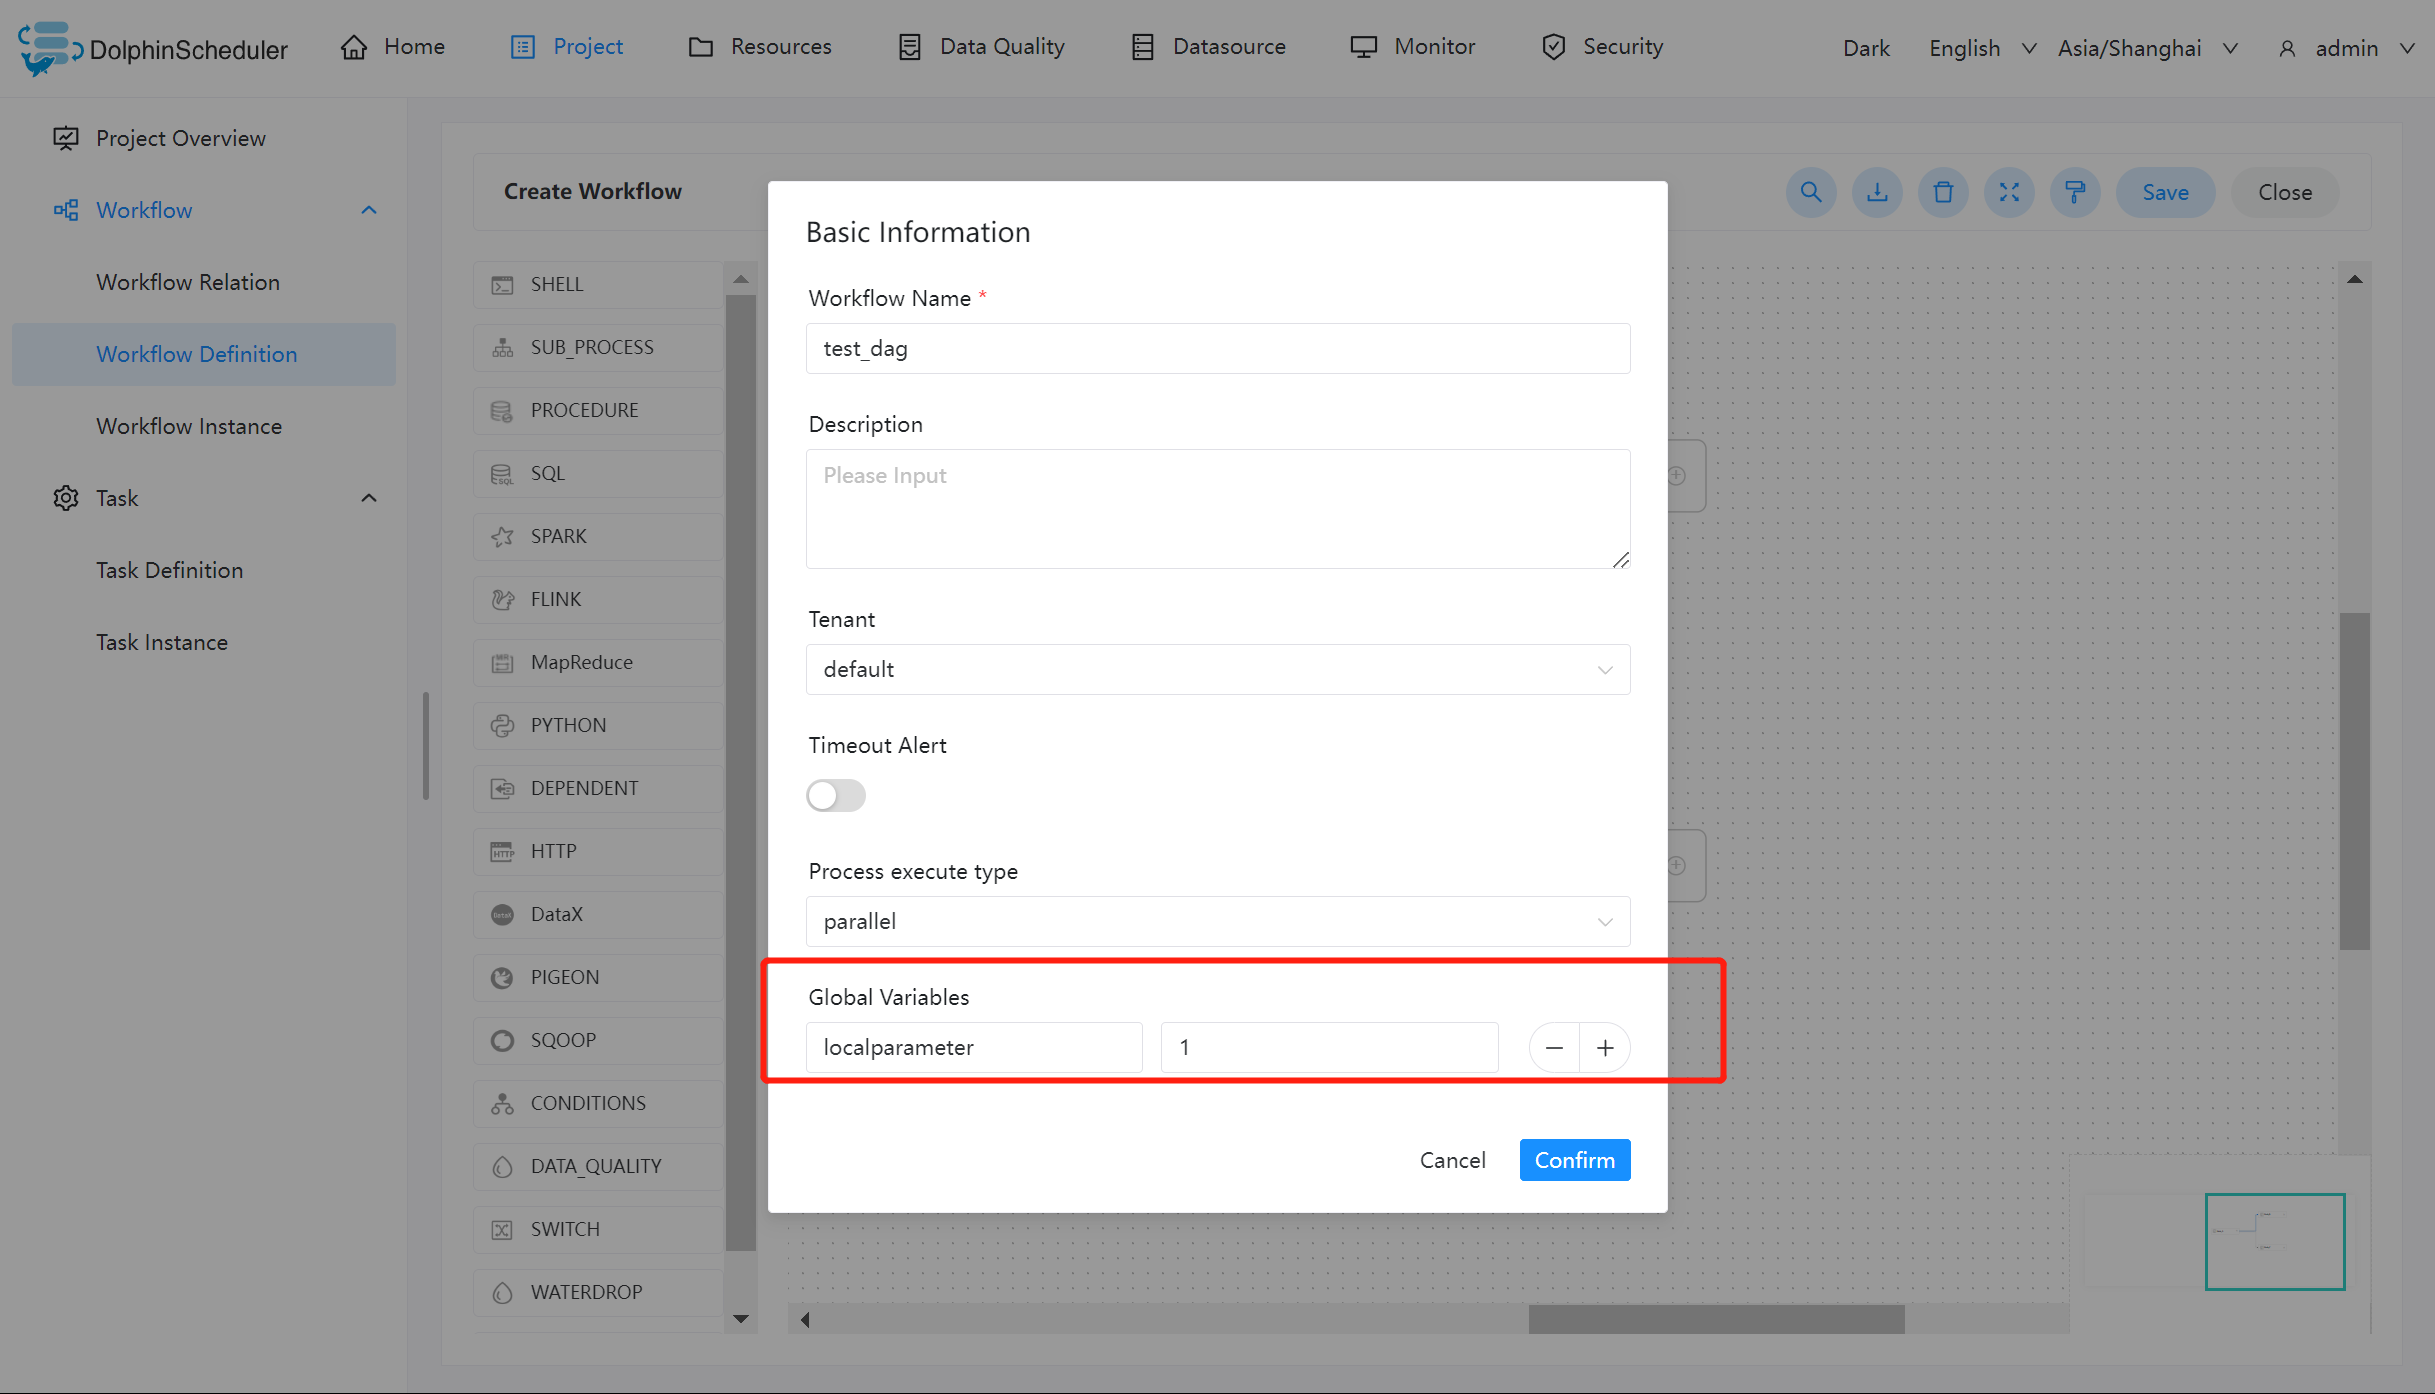 DolphinScheduler
Home
Project
Resources
Data Quality
Datasource
Monitor
Security
Dark
English
Asia/Shanghai
admin
Project Overview
Workflow
Workflow Relation
Workflow Definition
Workflow Instance
Task
Task Definition
Task Instance
Create Workflow
Save
Close
SHELL
SUB_PROCESS
PROCEDURE
SQL
SPARK
FLINK
MapReduce
PYTHON
DEPENDENT
HTTP
DataX
PIGEON
SQOOP
CONDITIONS
DATA_QUALITY
SWITCH
WATERDROP
Basic Information
Workflow Name *
test_dag
Description
Please Input
Tenant
default
Timeout Alert
Process execute type
parallel
Global Variables
localparameter
1
Cancel
Confirm